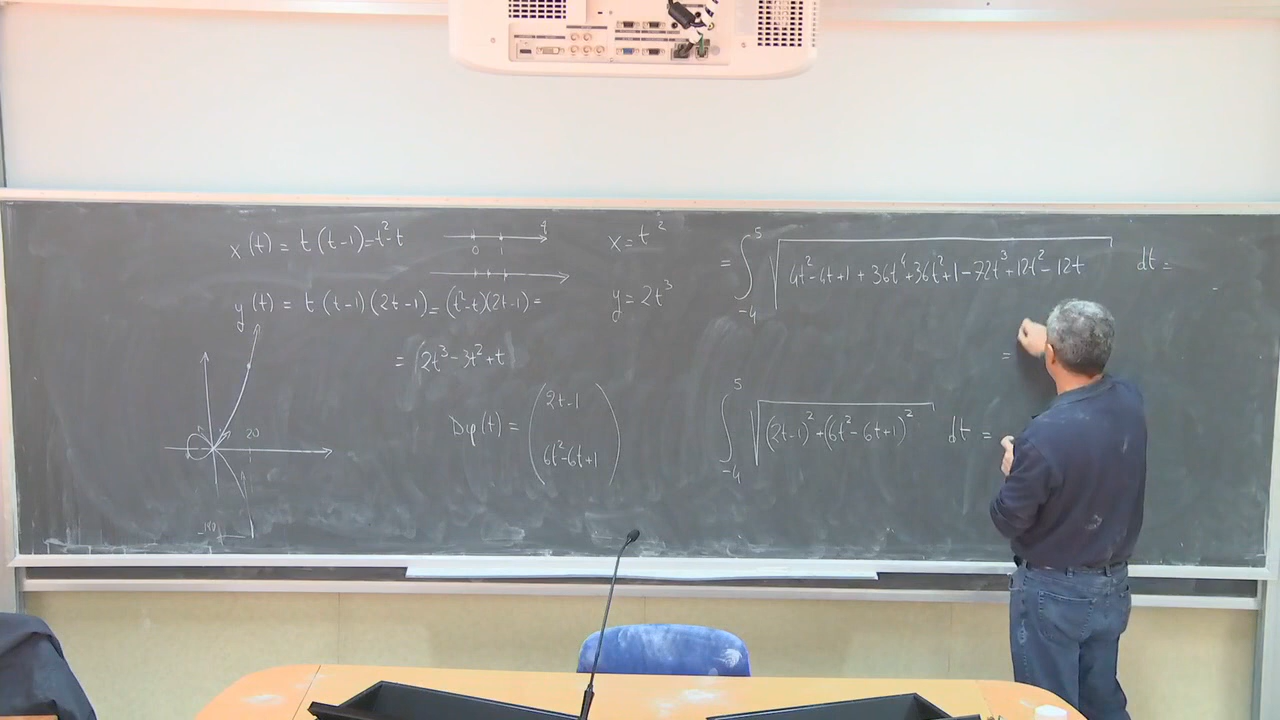 x(t) = t(t-1) = t²-t
0 1 4
y(t) = t(t-1)(2t-1) = (t²-t)(2t-1) =
= 2t³-3t²+t
20
-180
Dφ(t) = (2t-1
6t²-6t+1)
x = t²
y = 2t³
= ∫_{-4}^{5} √(4t²-4t+1+36t⁴+36t²+1-72t³+12t²-12t) dt =
=
∫_{-4}^{5} √((2t-1)²+(6t²-6t+1)²) dt =